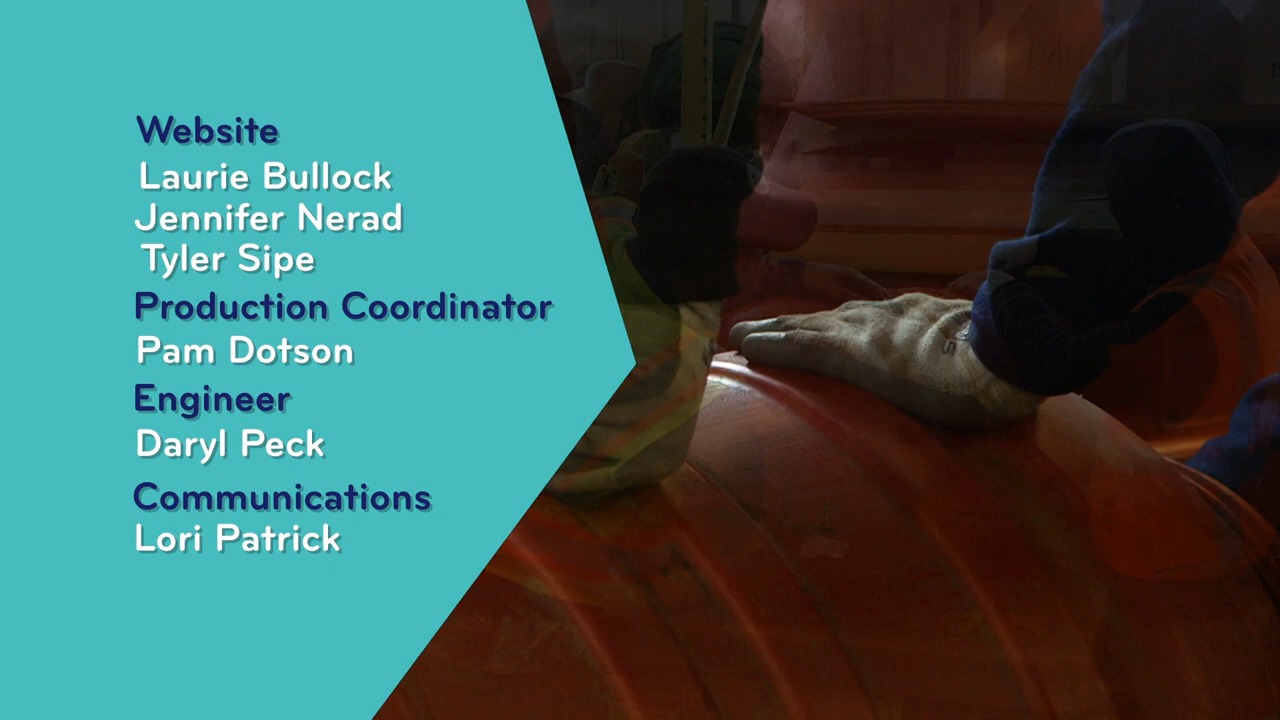 Website
Laurie Bullock
Jennifer Nerad
Tyler Sipe
Production Coordinator
Pam Dotson
Engineer
Daryl Peck
Communications
Lori Patrick